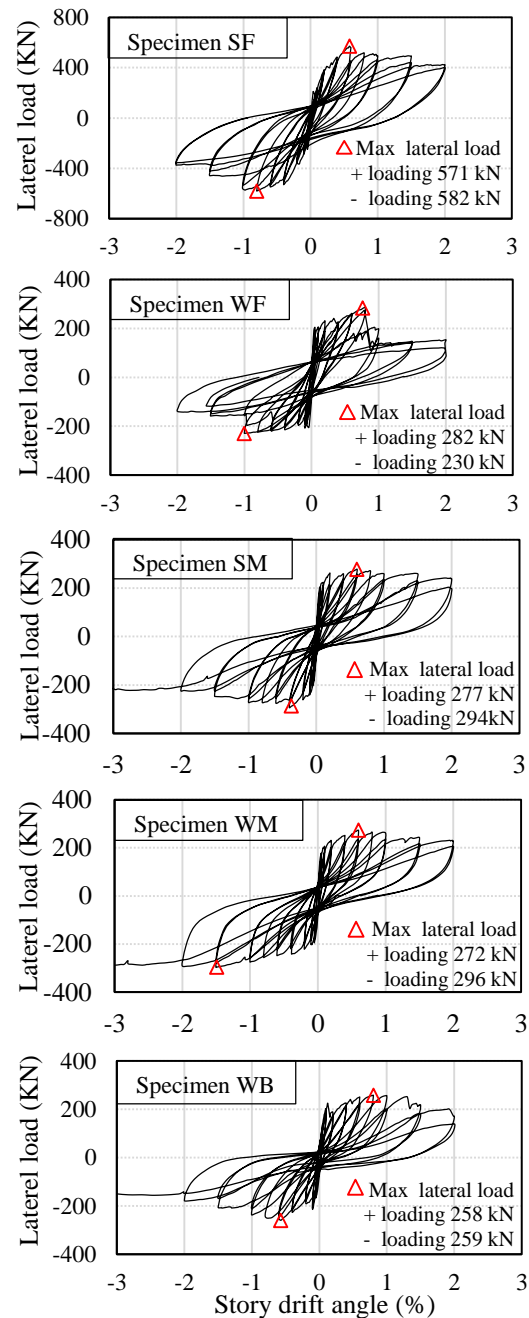 Laterel load (KN)
800
400
0
-400
-800
Specimen SF
Max lateral load
+ loading 571 kN
- loading 582 kN
-3 -2 -1 0 1 2 3
Laterel load (KN)
400
200
0
-200
-400
Specimen WF
Max lateral load
+ loading 282 kN
- loading 230 kN
-3 -2 -1 0 1 2 3
Laterel load (KN)
400
200
0
-200
-400
Specimen SM
Max lateral load
+ loading 277 kN
- loading 294kN
-3 -2 -1 0 1 2 3
Laterel load (KN)
400
200
0
-200
-400
Specimen WM
Max lateral load
+ loading 272 kN
- loading 296 kN
-3 -2 -1 0 1 2 3
Laterel load (KN)
400
200
0
-200
-400
Specimen WB
Max lateral load
+ loading 258 kN
- loading 259 kN
-3 -2 -1 0 1 2 3
Story drift angle (%)